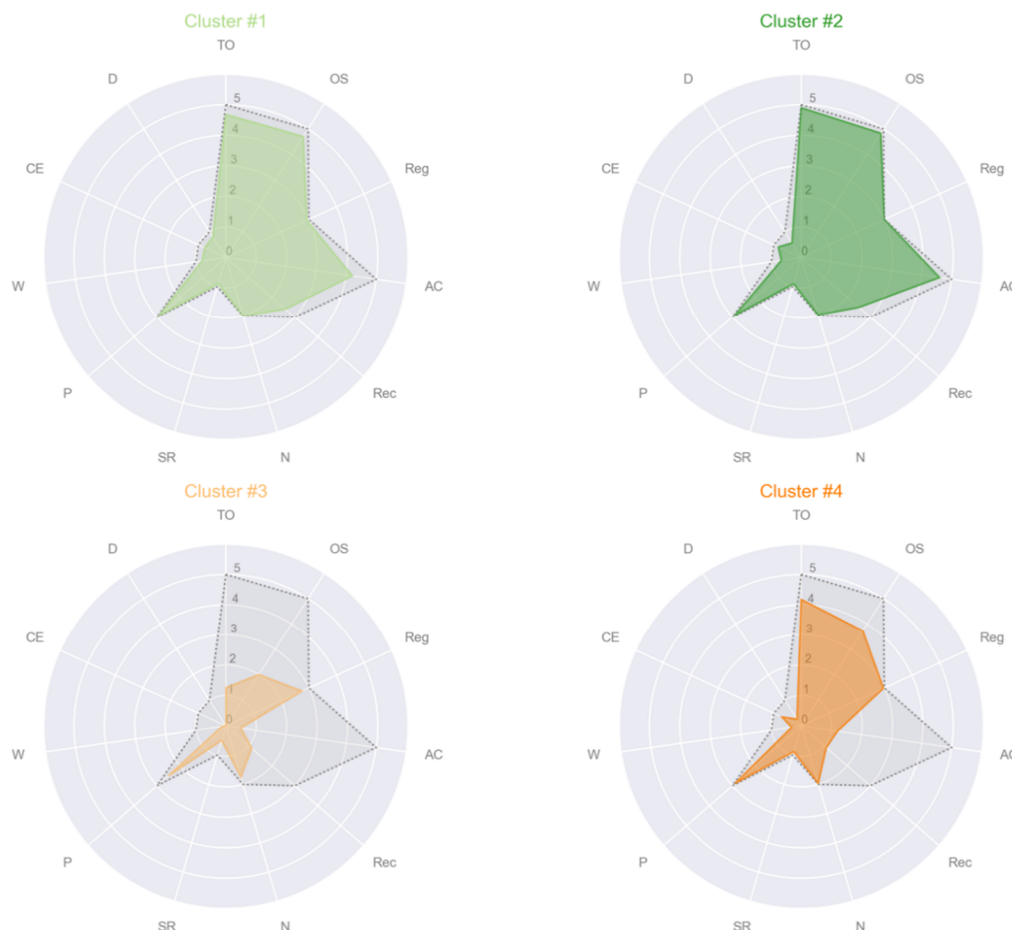 Cluster #1
TO
D
OS
5
4
CE
3
Reg
2
1
0
W
AC
P
Rec
SR
N
Cluster #2
TO
D
OS
5
4
CE
3
Reg
2
1
0
W
AC
P
Rec
SR
N
Cluster #3
TO
D
OS
5
4
CE
3
Reg
2
1
0
W
AC
P
Rec
SR
N
Cluster #4
TO
D
OS
5
4
CE
3
Reg
2
1
0
W
AC
P
Rec
SR
N